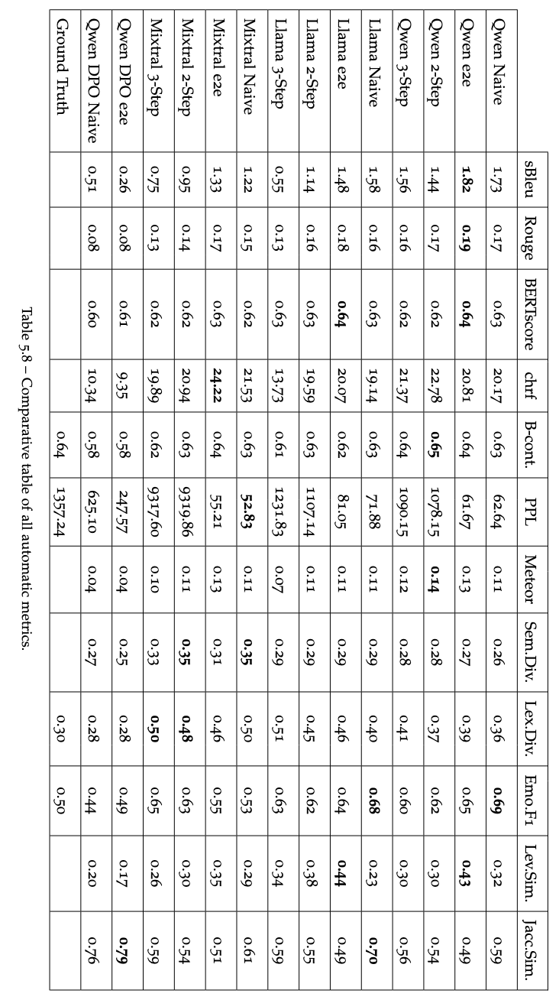 sBleu Rouge BERTscore chrf B-cont. PPL Meteor Sem.Div. Lex.Div. Emo.F1 Lev.Sim. Jacc.Sim.
Qwen Naive 1.73 0.17 0.63 20.17 0.63 62.64 0.11 0.26 0.36 0.69 0.32 0.59
Qwen e2e 1.82 0.19 0.64 20.81 0.64 61.67 0.13 0.27 0.39 0.65 0.43 0.49
Qwen 2-Step 1.44 0.17 0.62 22.78 0.65 1078.15 0.14 0.28 0.37 0.62 0.30 0.54
Qwen 3-Step 1.56 0.16 0.62 21.37 0.64 1090.15 0.12 0.28 0.41 0.60 0.30 0.56
Llama Naive 1.58 0.16 0.63 19.14 0.63 71.88 0.11 0.29 0.40 0.68 0.23 0.70
Llama e2e 1.48 0.18 0.64 20.07 0.62 81.05 0.11 0.29 0.46 0.64 0.44 0.49
Llama 2-Step 1.14 0.16 0.63 19.59 0.63 1107.14 0.11 0.29 0.45 0.62 0.38 0.55
Llama 3-Step 0.55 0.13 0.63 13.73 0.61 1231.83 0.07 0.29 0.51 0.63 0.34 0.59
Mixtral Naive 1.22 0.15 0.62 21.53 0.63 52.83 0.11 0.35 0.50 0.53 0.29 0.61
Mixtral e2e 1.33 0.17 0.63 24.22 0.64 55.21 0.13 0.31 0.46 0.55 0.35 0.51
Mixtral 2-Step 0.95 0.14 0.62 20.94 0.63 9319.86 0.11 0.35 0.48 0.63 0.30 0.54
Mixtral 3-Step 0.75 0.13 0.62 19.89 0.62 9317.60 0.10 0.33 0.50 0.65 0.26 0.59
Qwen DPO e2e 0.26 0.08 0.61 9.35 0.58 247.57 0.04 0.25 0.28 0.49 0.17 0.79
Qwen DPO Naive 0.51 0.08 0.60 10.34 0.58 625.10 0.04 0.27 0.28 0.44 0.20 0.76
Ground Truth 0.64 1357.24 0.30 0.50
Table 5.8 – Comparative table of all automatic metrics.